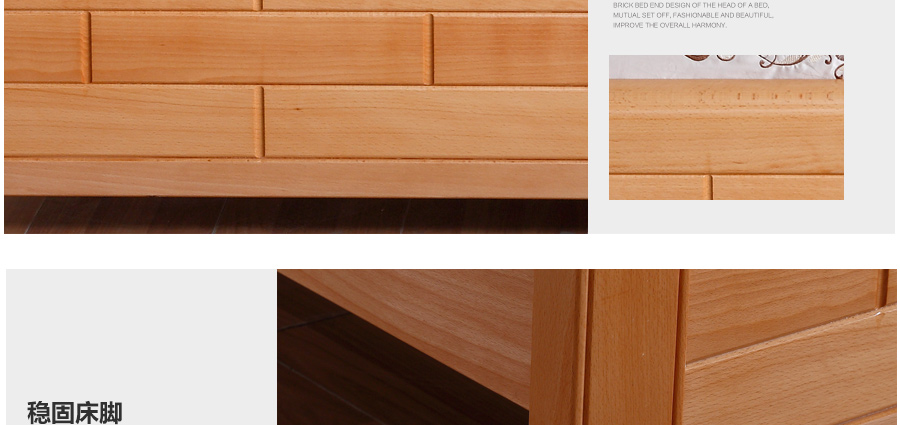 BRICK BED END DESIGN OF THE HEAD OF A BED,
MUTUAL SET OFF, FASHIONABLE AND BEAUTIFUL,
IMPROVE THE OVERALL HARMONY.
稳固床脚